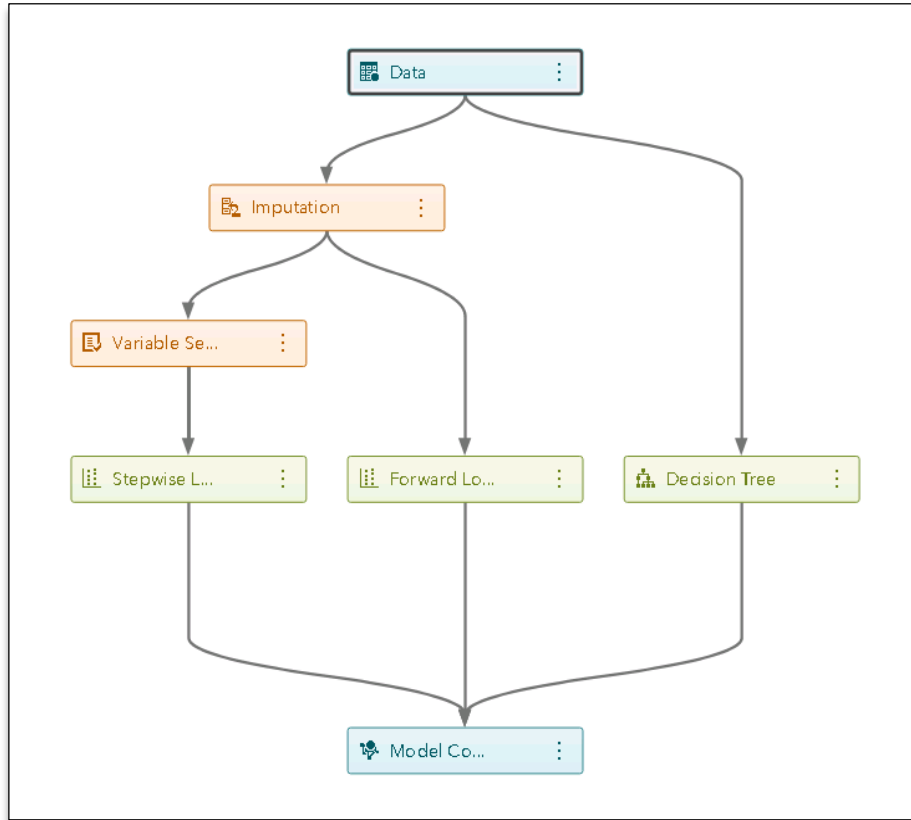 Data
Imputation
Variable Se...
Stepwise L...
Forward Lo...
Decision Tree
Model Co...